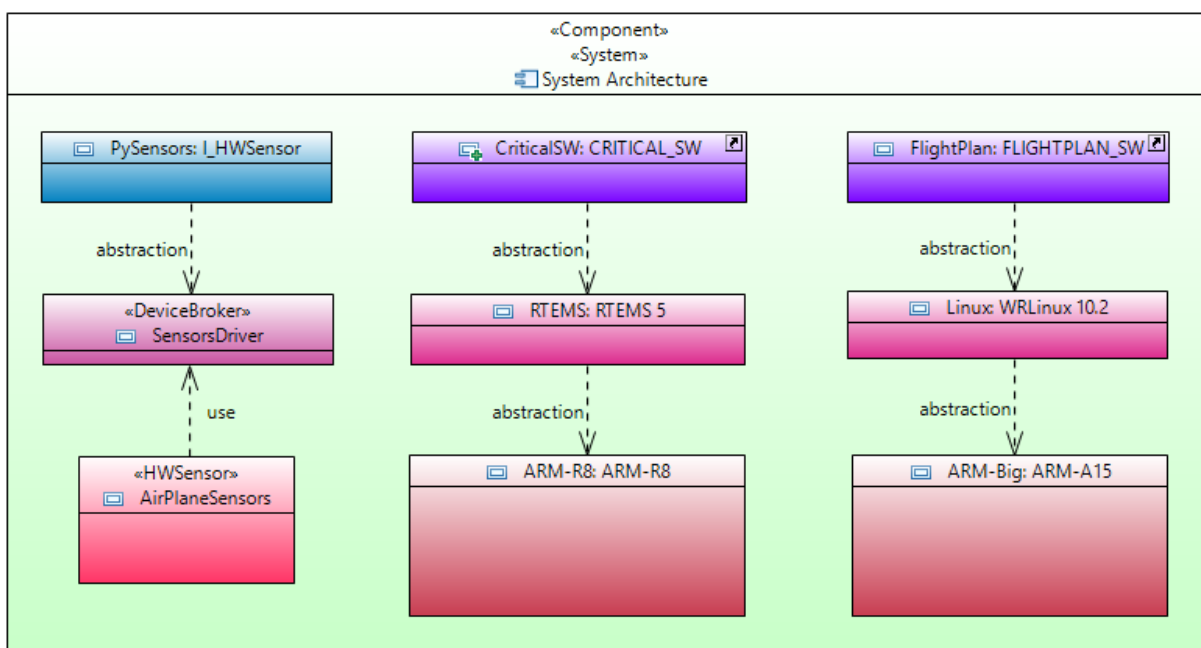 «Component»
«System»
System Architecture
PySensors: I_HWSensor
CriticalSW: CRITICAL_SW
FlightPlan: FLIGHTPLAN_SW
abstraction
abstraction
abstraction
«DeviceBroker»
SensorsDriver
RTEMS: RTEMS 5
Linux: WRLinux 10.2
use
abstraction
abstraction
«HWSensor»
AirPlaneSensors
ARM-R8: ARM-R8
ARM-Big: ARM-A15